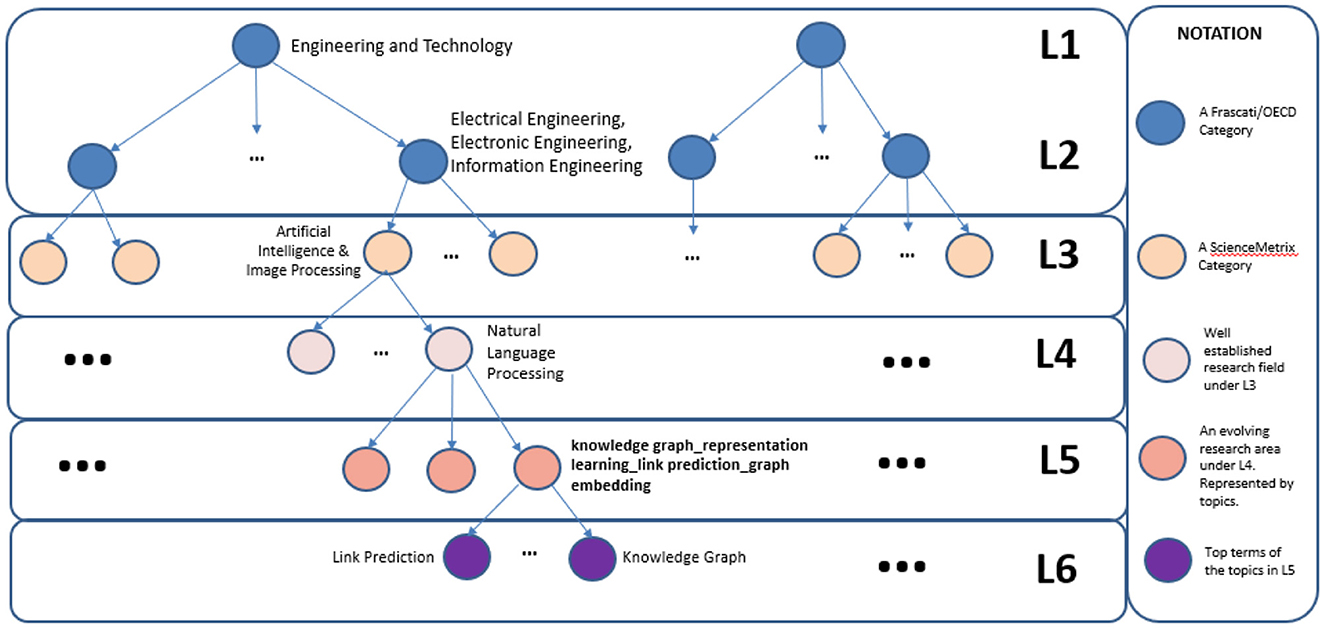 Engineering and Technology
L1
Electrical Engineering,
Electronic Engineering,
Information Engineering
...
...
L2
Artificial
Intelligence &
Image Processing
...
...
...
L3
...
...
Natural
Language
Processing
...
L4
...
knowledge graph_representation
learning_link prediction_graph
embedding
...
L5
Link Prediction
...
Knowledge Graph
...
L6
NOTATION
A Frascati/OECD
Category
A ScienceMetrix
Category
Well
established
research field
under L3
An evolving
research area
under L4.
Represented by
topics.
Top terms of
the topics in L5